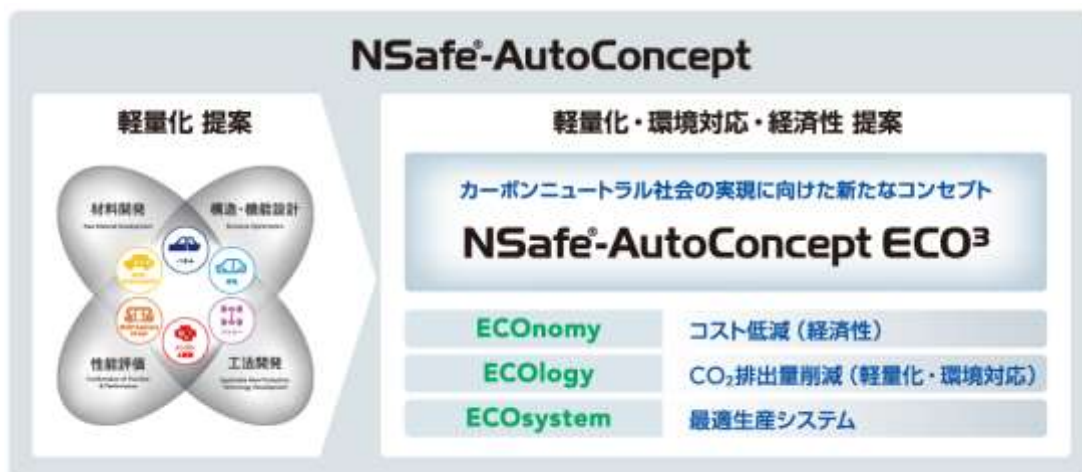 NSafe®-AutoConcept
軽量化 提案
材料開発
New Material Development
構造・機能設計
性能評価
工法開発
軽量化・環境対応・経済性 提案
カーボンニュートラル社会の実現に向けた新たなコンセプト
NSafe®-AutoConcept ECO³
ECOnomy コスト低減（経済性）
ECOlogy CO₂排出量削減（軽量化・環境対応）
ECOsystem 最適生産システム